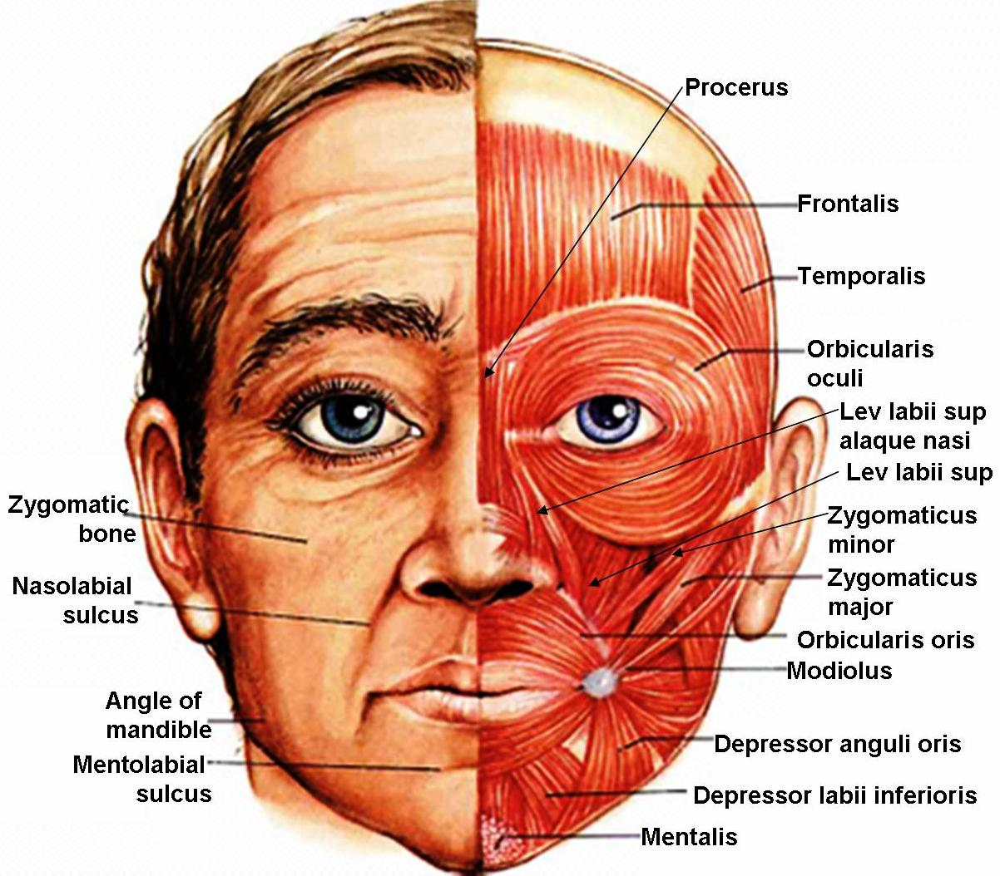 Procerus
Frontalis
Temporalis
Orbicularis
oculi
Lev labii sup
alaque nasi
Lev labii sup
Zygomaticus
minor
Zygomaticus
major
Orbicularis oris
Modiolus
Depressor anguli oris
Depressor labii inferioris
Mentalis
Zygomatic
bone
Nasolabial
sulcus
Angle of
mandible
Mentolabial
sulcus